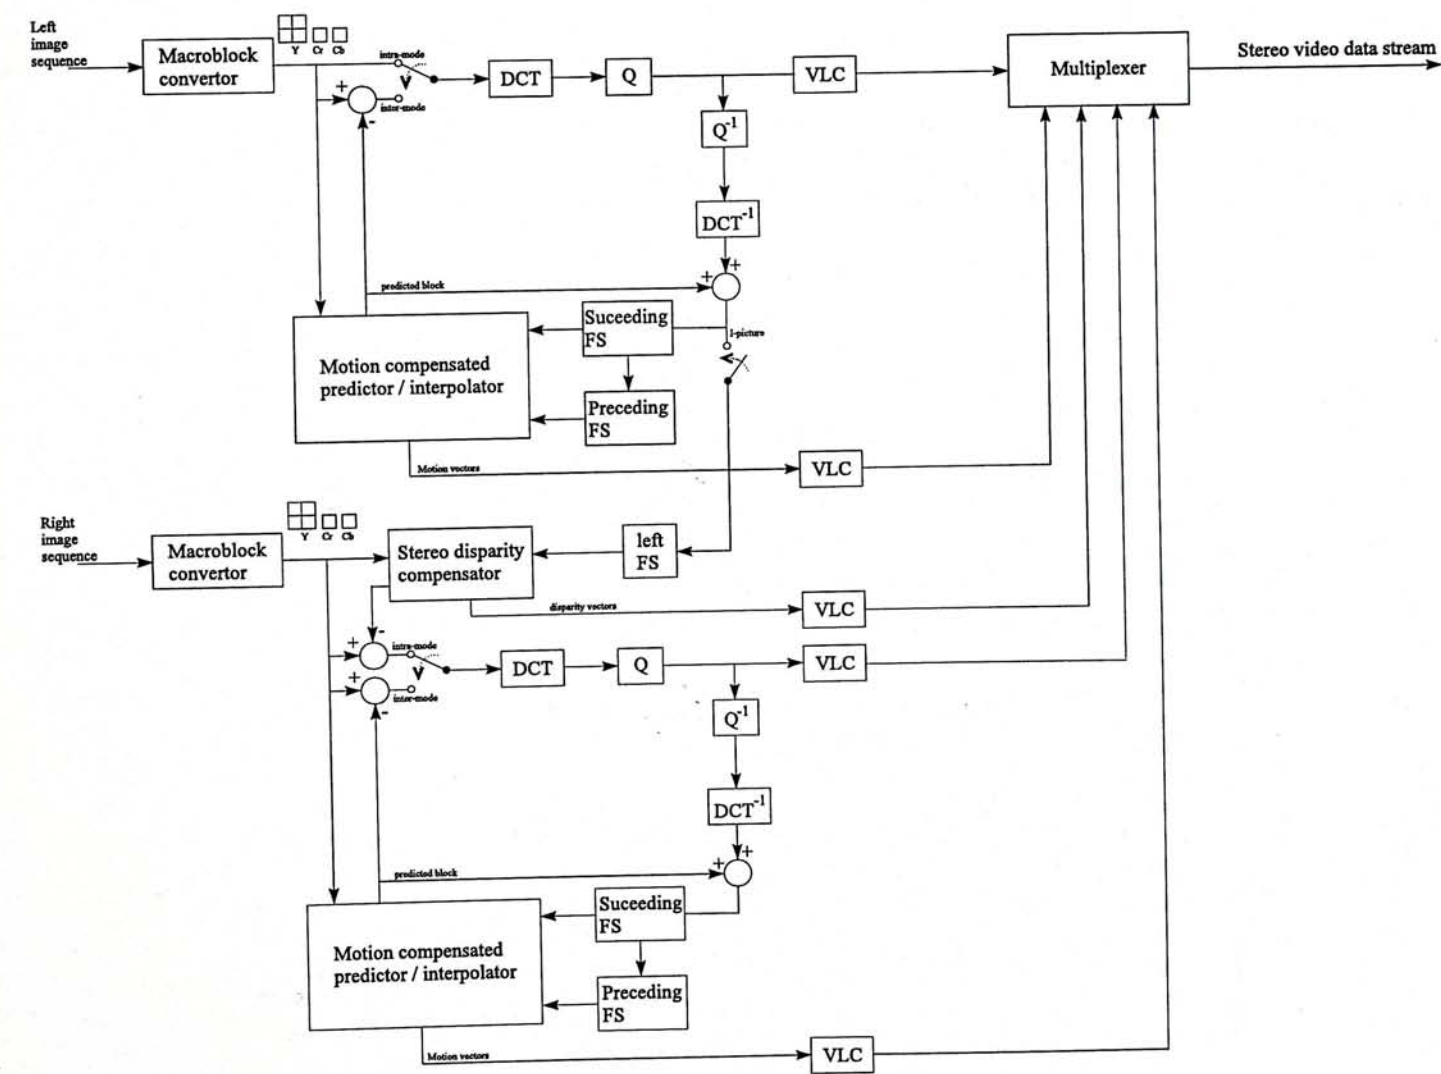 Left
image
sequence
Macroblock
convertor
Y Cr Cb
intra-mode
+
inter-mode
-
DCT
Q
VLC
Multiplexer
Stereo video data stream
Q-1
DCT-1
+ +
predicted block
Suceeding
FS
I-picture
Motion compensated
predictor / interpolator
Preceding
FS
Motion vectors
VLC
Right
image
sequence
Macroblock
convertor
Y Cr Cb
Stereo disparity
compensator
left
FS
disparity vectors
VLC
-
+
intra-mode
+
inter-mode
-
DCT
Q
VLC
Q-1
DCT-1
+ +
predicted block
Suceeding
FS
Motion compensated
predictor / interpolator
Preceding
FS
Motion vectors
VLC